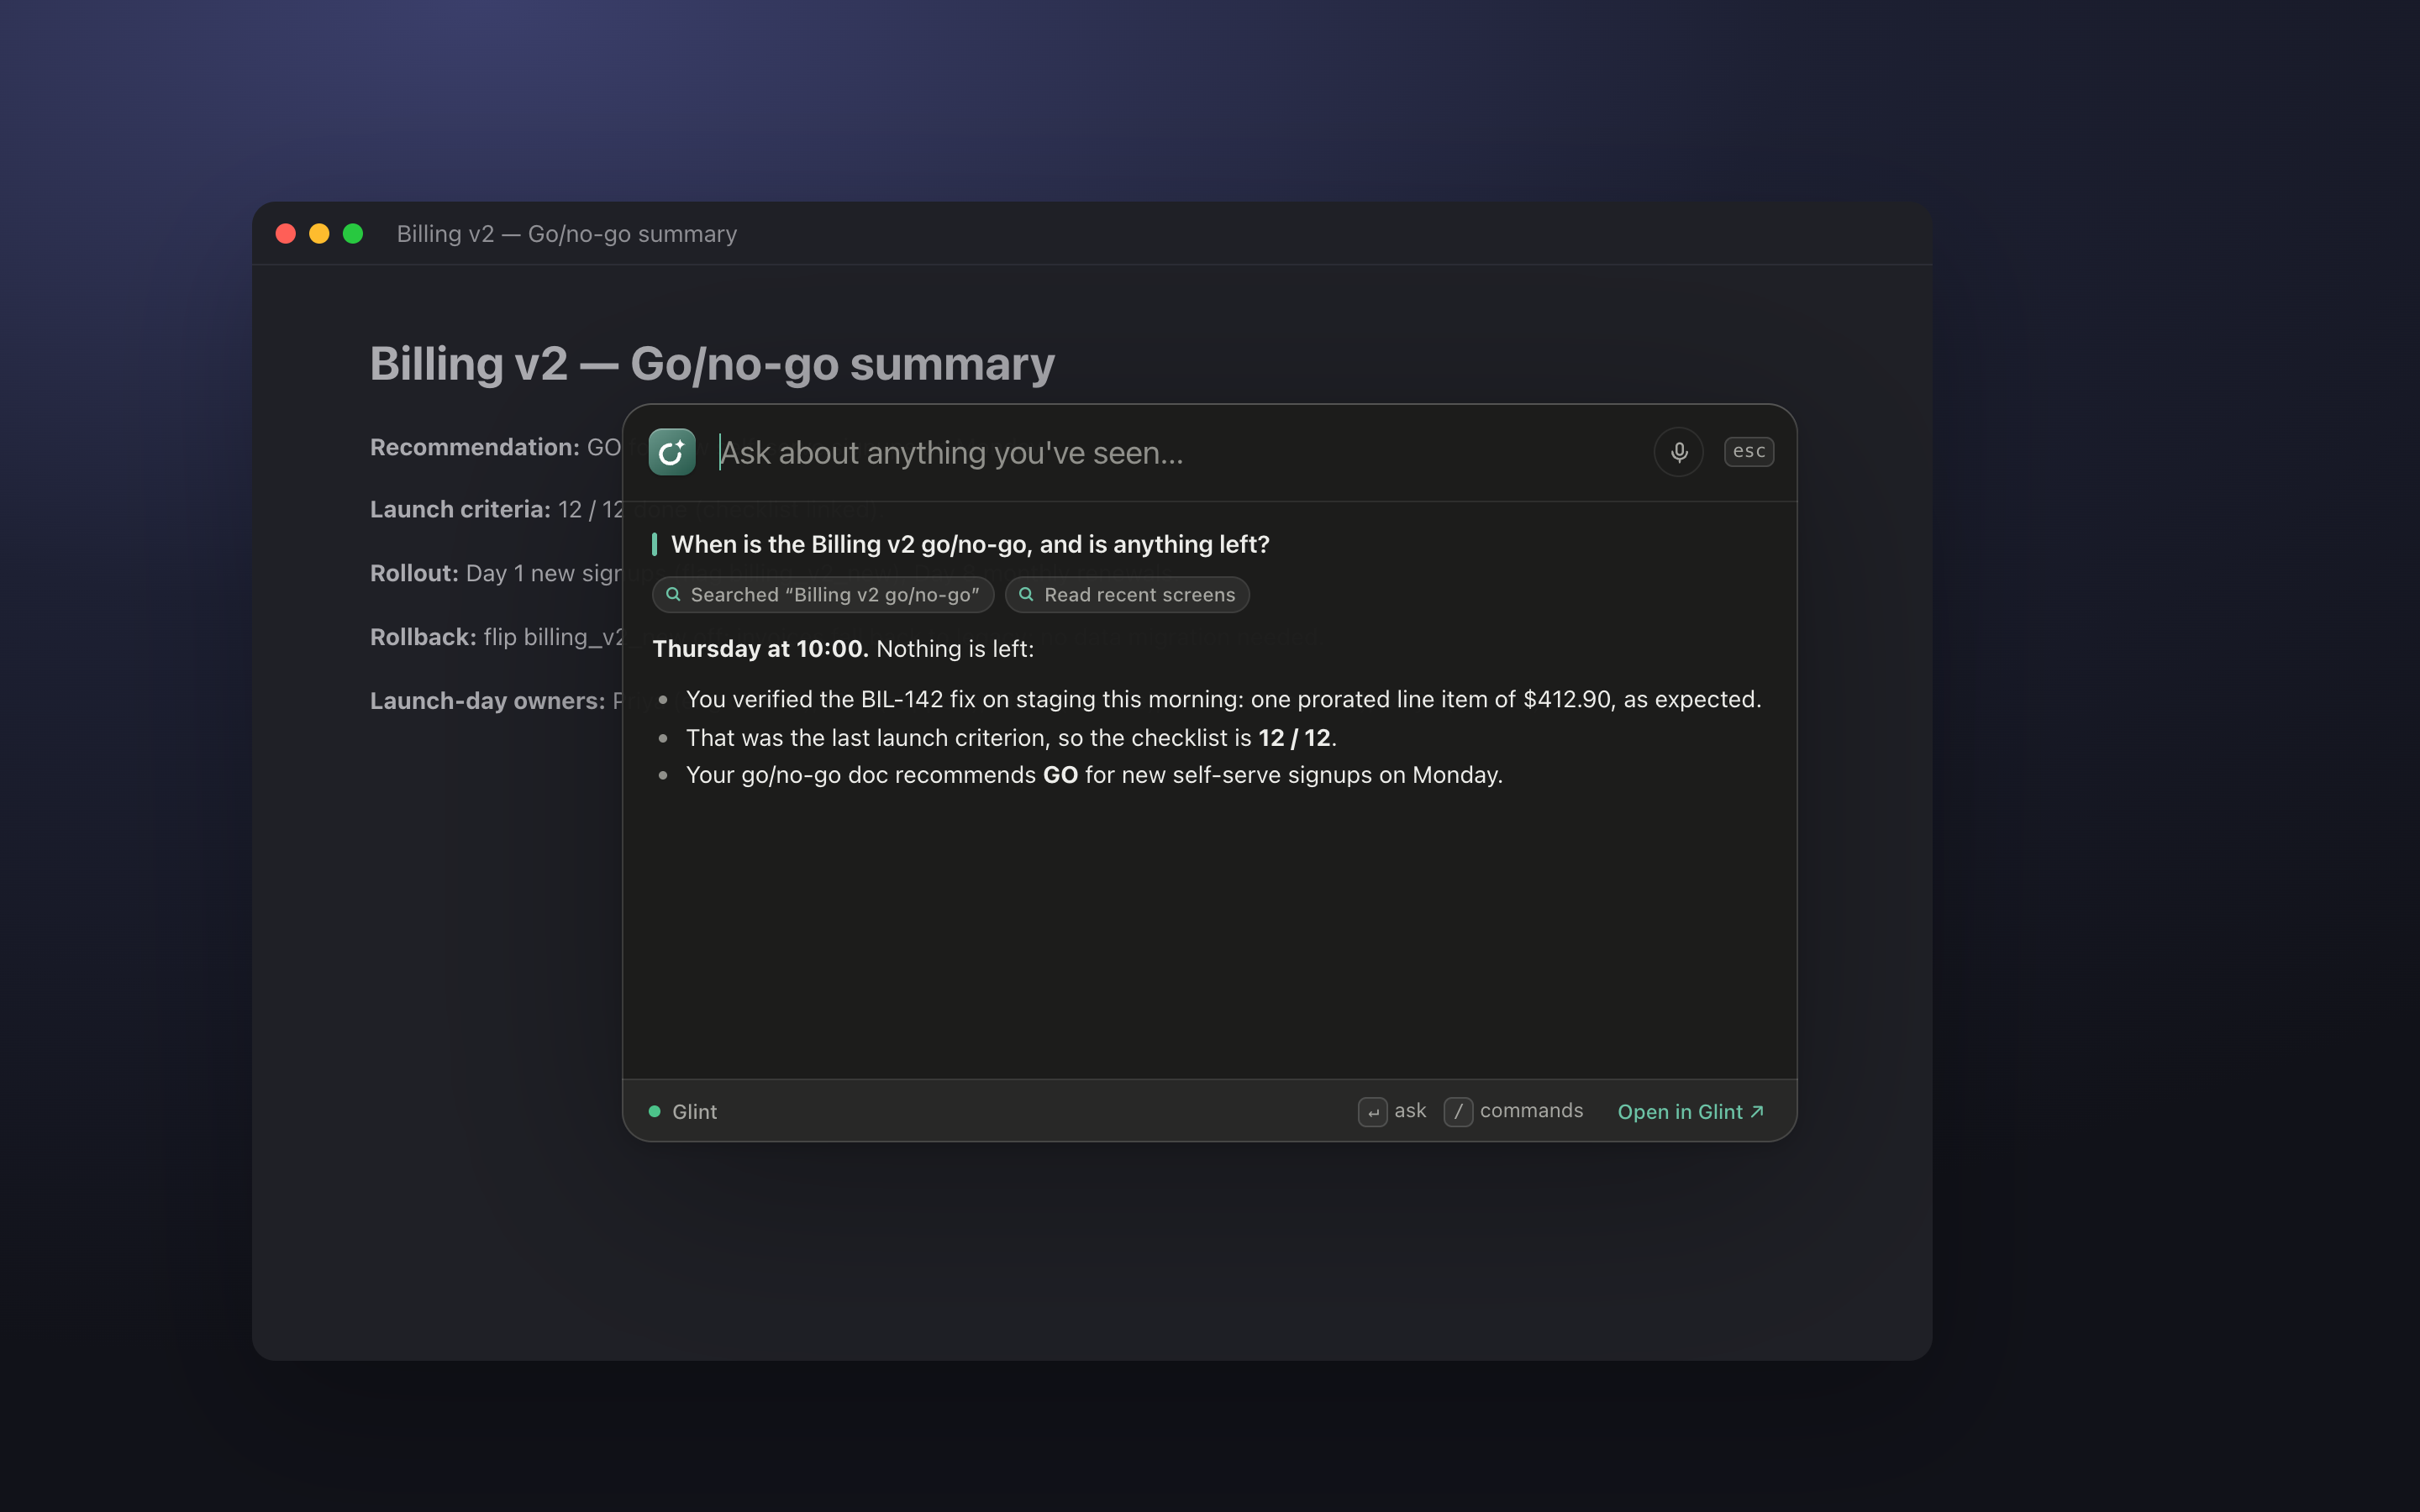 Billing v2 — Go/no-go summary
Billing v2 — Go/no-go summary
Recommendation: GO
Launch criteria: 12 / 12 done (checklist linked)
Rollout: Day 1 new
Rollback: flip
Launch-day owners:
Ask about anything you've seen...
esc
When is the Billing v2 go/no-go, and is anything left?
Searched “Billing v2 go/no-go”
Read recent screens
Thursday at 10:00. Nothing is left:
• You verified the BIL-142 fix on staging this morning: one prorated line item of $412.90, as expected.
• That was the last launch criterion, so the checklist is 12 / 12.
• Your go/no-go doc recommends GO for new self-serve signups on Monday.
Glint
↵ ask / commands Open in Glint ↗